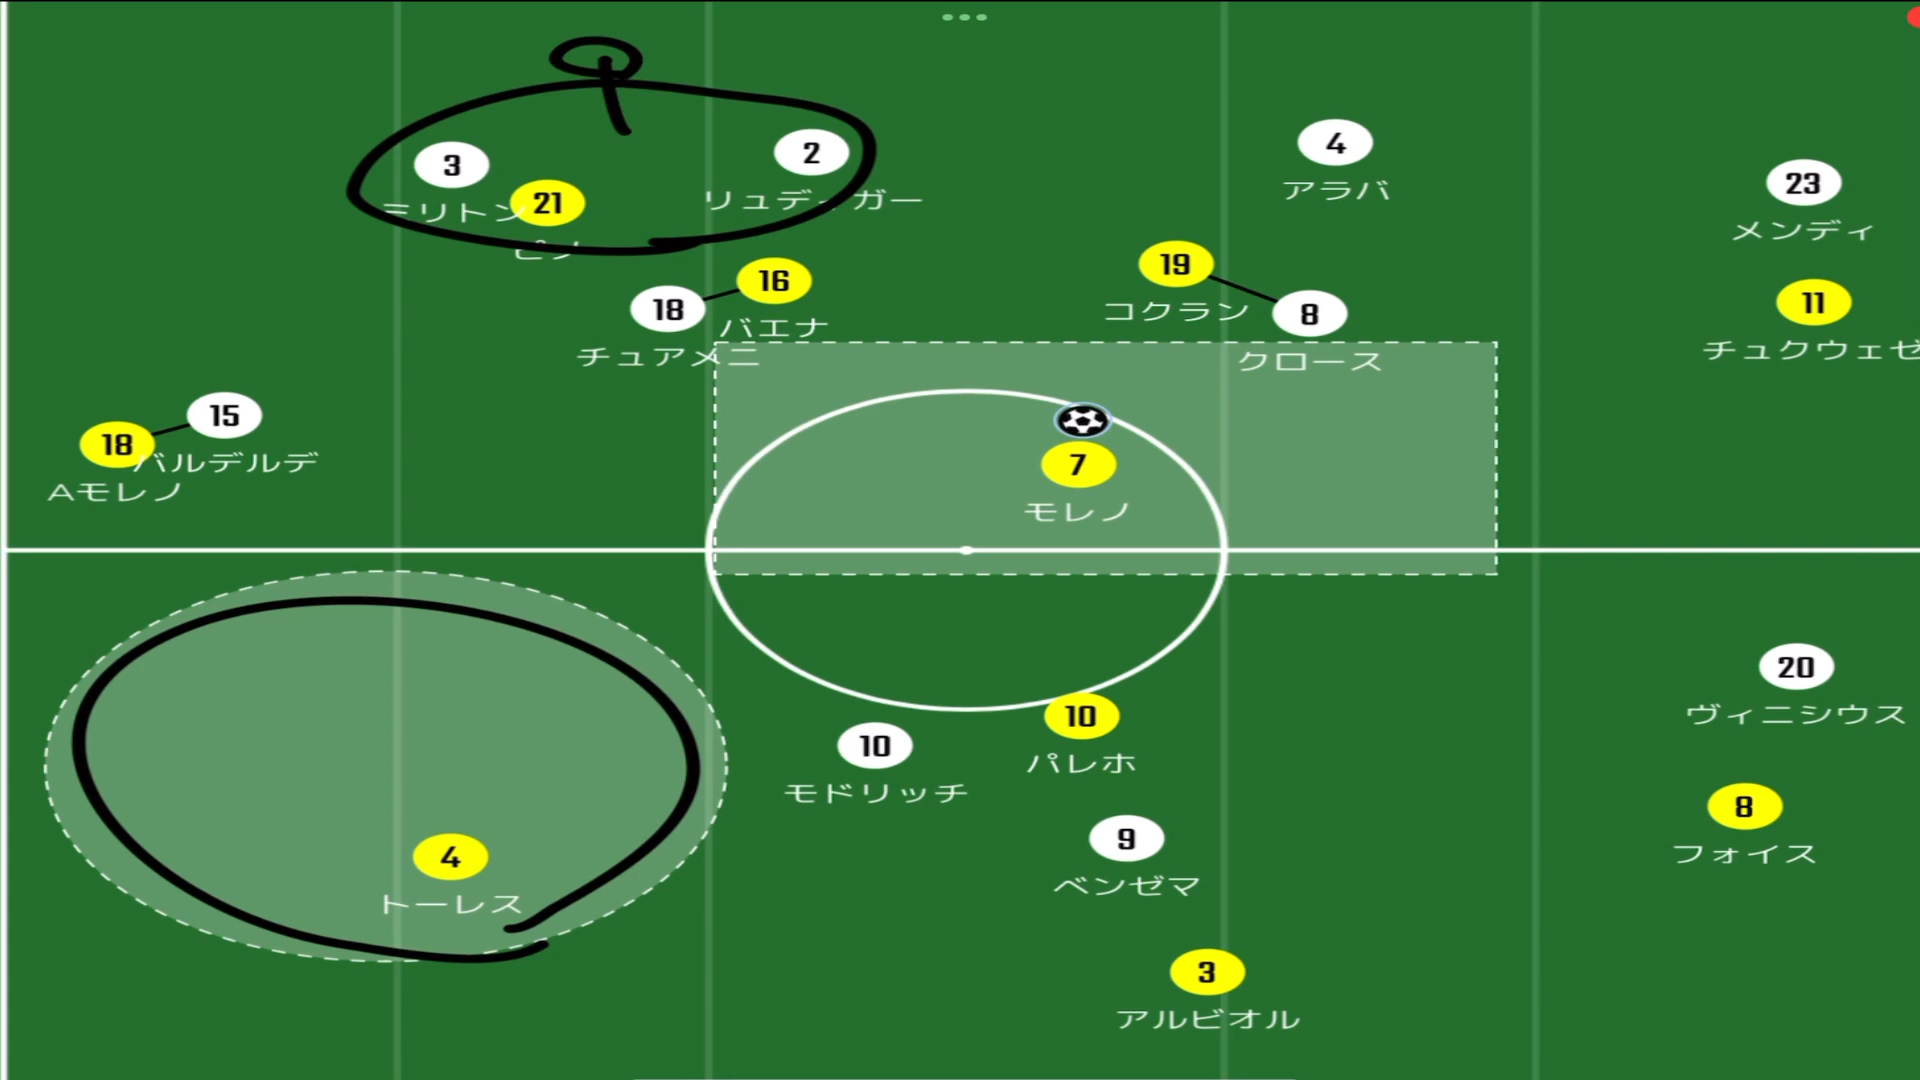 4
アラバ
3
ミリトン
2
リュディガー
23
メンディ
21
ピノ
19
コクラン
16
バエナ
18
チュアメニ
8
クロース
11
チュクウェゼ
15
バルデルデ
18
Aモレノ
7
モレノ
20
ヴィニシウス
10
パレホ
10
モドリッチ
8
フォイス
9
ベンゼマ
4
トーレス
3
アルビオル